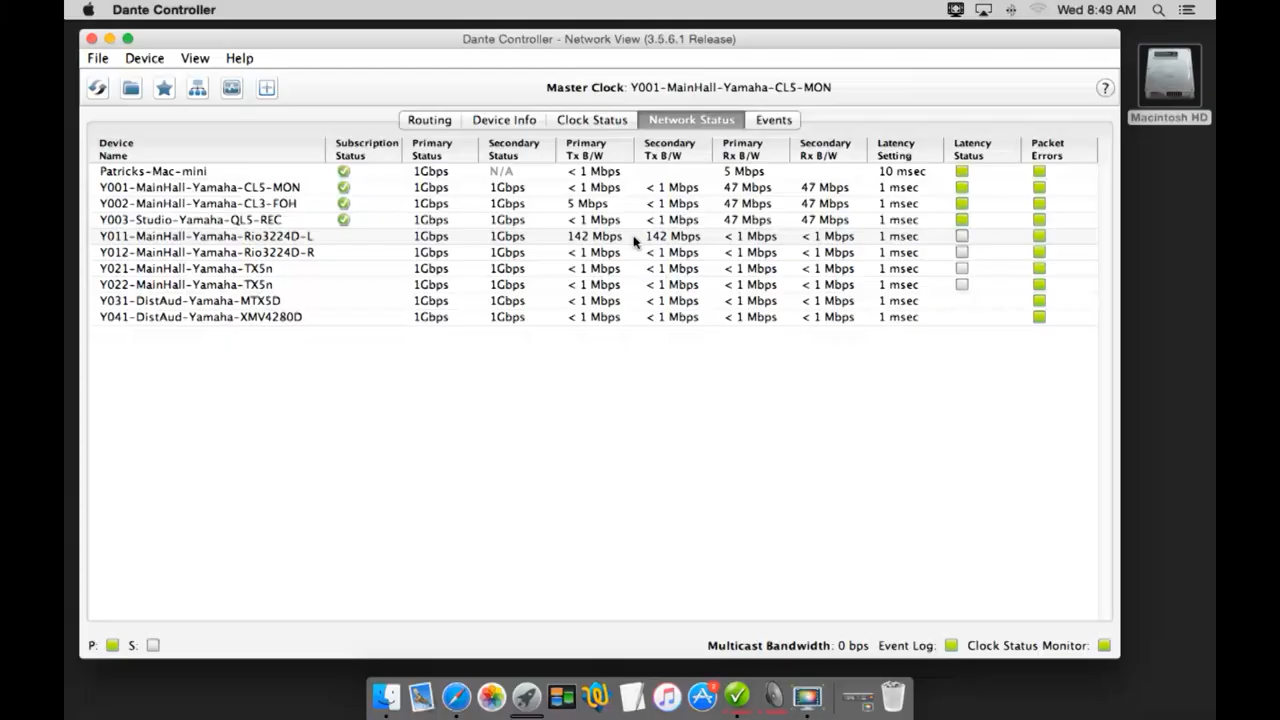 Dante Controller Wed 8:49 AM
Dante Controller - Network View (3.5.6.1 Release)
File Device View Help
Master Clock: Y001-MainHall-Yamaha-CL5-MON ?
Macintosh HD
Routing Device Info Clock Status Network Status Events
Device Subscription Primary Secondary Primary Secondary Primary Secondary Latency Latency Packet
Name Status Status Status Tx B/W Tx B/W Rx B/W Rx B/W Setting Status Errors
Patricks-Mac-mini 1Gbps N/A < 1 Mbps 5 Mbps 10 msec
Y001-MainHall-Yamaha-CL5-MON 1Gbps 1Gbps < 1 Mbps < 1 Mbps 47 Mbps 47 Mbps 1 msec
Y002-MainHall-Yamaha-CL3-FOH 1Gbps 1Gbps 5 Mbps < 1 Mbps 47 Mbps 47 Mbps 1 msec
Y003-Studio-Yamaha-QL5-REC 1Gbps 1Gbps < 1 Mbps < 1 Mbps 47 Mbps 47 Mbps 1 msec
Y011-MainHall-Yamaha-Rio3224D-L 1Gbps 1Gbps 142 Mbps 142 Mbps < 1 Mbps < 1 Mbps 1 msec
Y012-MainHall-Yamaha-Rio3224D-R 1Gbps 1Gbps < 1 Mbps < 1 Mbps < 1 Mbps < 1 Mbps 1 msec
Y021-MainHall-Yamaha-TX5n 1Gbps 1Gbps < 1 Mbps < 1 Mbps < 1 Mbps < 1 Mbps 1 msec
Y022-MainHall-Yamaha-TX5n 1Gbps 1Gbps < 1 Mbps < 1 Mbps < 1 Mbps < 1 Mbps 1 msec
Y031-DistAud-Yamaha-MTX5D 1Gbps 1Gbps < 1 Mbps < 1 Mbps < 1 Mbps < 1 Mbps 1 msec
Y041-DistAud-Yamaha-XMV4280D 1Gbps 1Gbps < 1 Mbps < 1 Mbps < 1 Mbps < 1 Mbps 1 msec
P: S: Multicast Bandwidth: 0 bps Event Log: Clock Status Monitor: